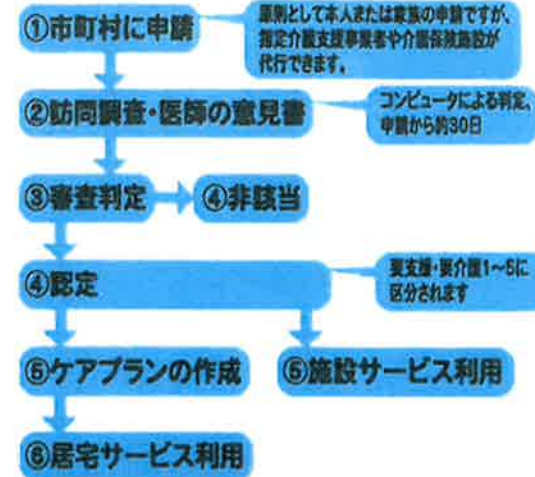 ①市町村に申請
原則として本人または家族の申請ですが、
指定介護支援事業者や介護保険施設が
代行できます。
②訪問調査・医師の意見書
コンピュータによる判定、
申請から約30日
③審査判定
④非該当
④認定
要支援・要介護1〜5に
区分されます
⑤ケアプランの作成
⑤施設サービス利用
⑥居宅サービス利用